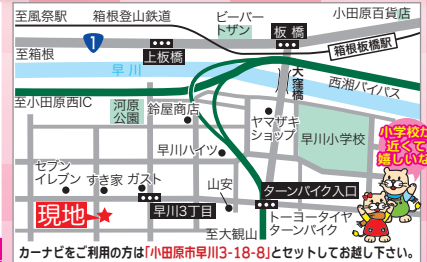 至風祭駅
箱根登山鉄道
ビーバー
トザン
小田原百貨店
1
板橋
箱根板橋駅
至箱根
上板橋
早川
大窪橋
西湘バイパス
至小田原西IC
河原
公園
鈴屋商店
ヤマザキ
ショップ
早川小学校
小学校が
近くて
嬉しいな
早川ハイツ
セブン
イレブン
すき家
ガスト
山安
ターンバイク入口
現地
早川3丁目
至大観山
トーヨータイヤ
ターンバイク
カーナビをご利用の方は「小田原市早川3-18-8」とセットしてお越し下さい。